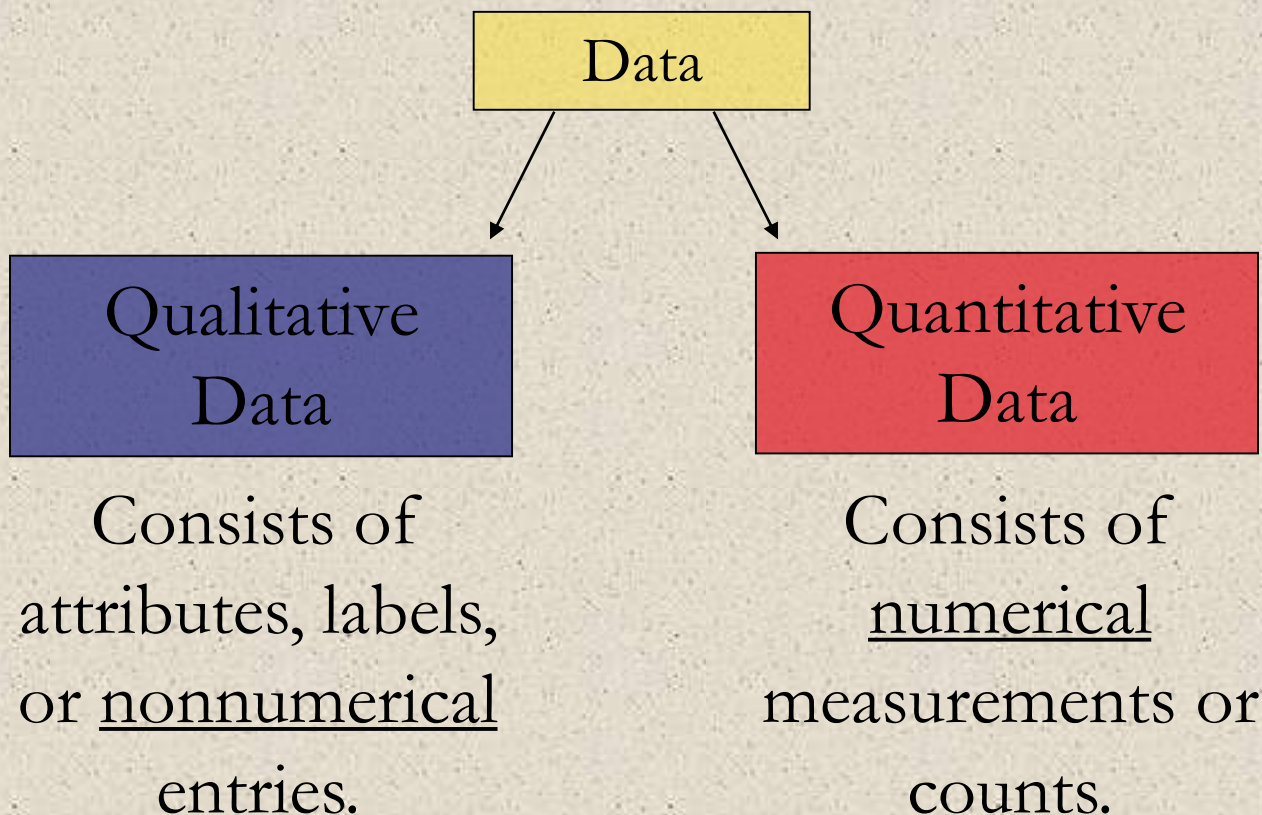 Data
Qualitative
Data
Consists of
attributes, labels,
or nonnumerical
entries.
Quantitative
Data
Consists of
numerical
measurements or
counts.